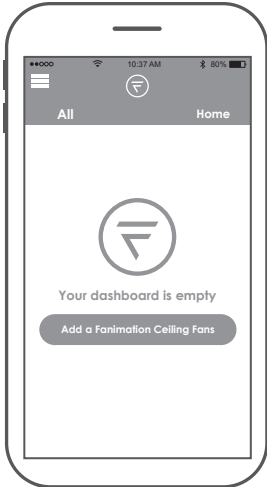 10:37 AM 80%
All Home
Your dashboard is empty
Add a Fanimation Ceiling Fans